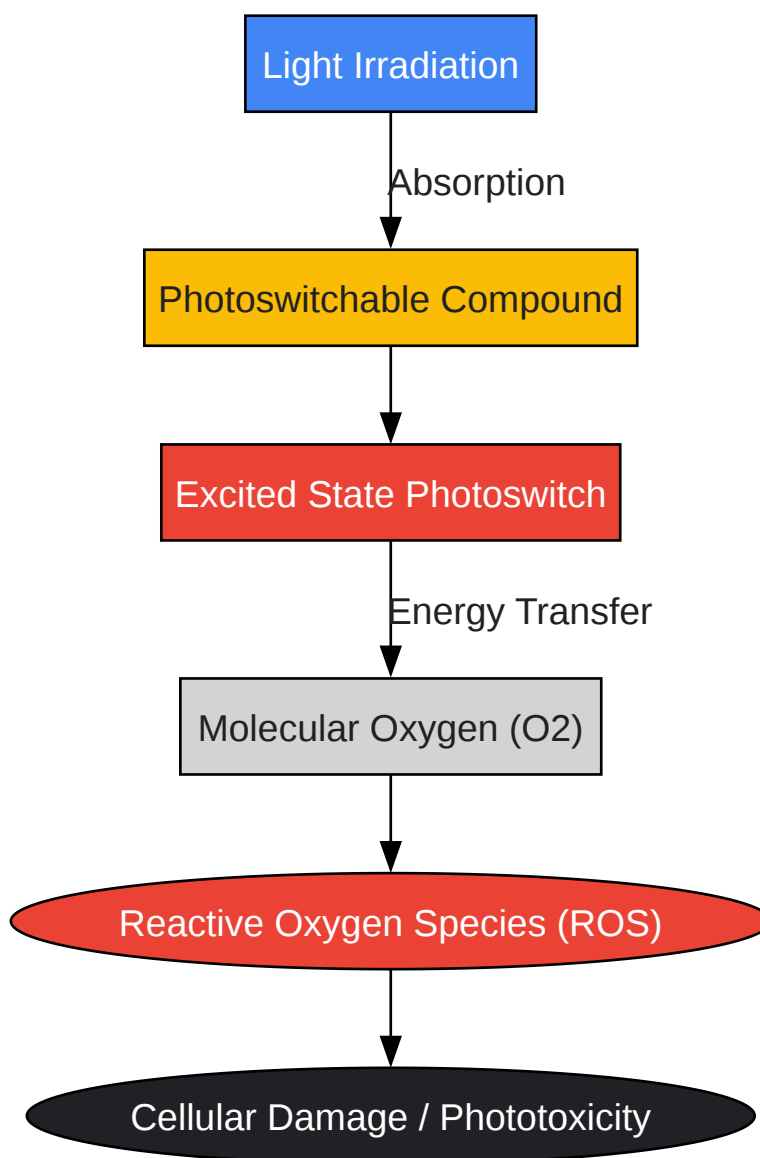 Light Irradiation
Absorption
Photoswitchable Compound
Excited State Photoswitch
Energy Transfer
Molecular Oxygen (O2)
Reactive Oxygen Species (ROS)
Cellular Damage / Phototoxicity